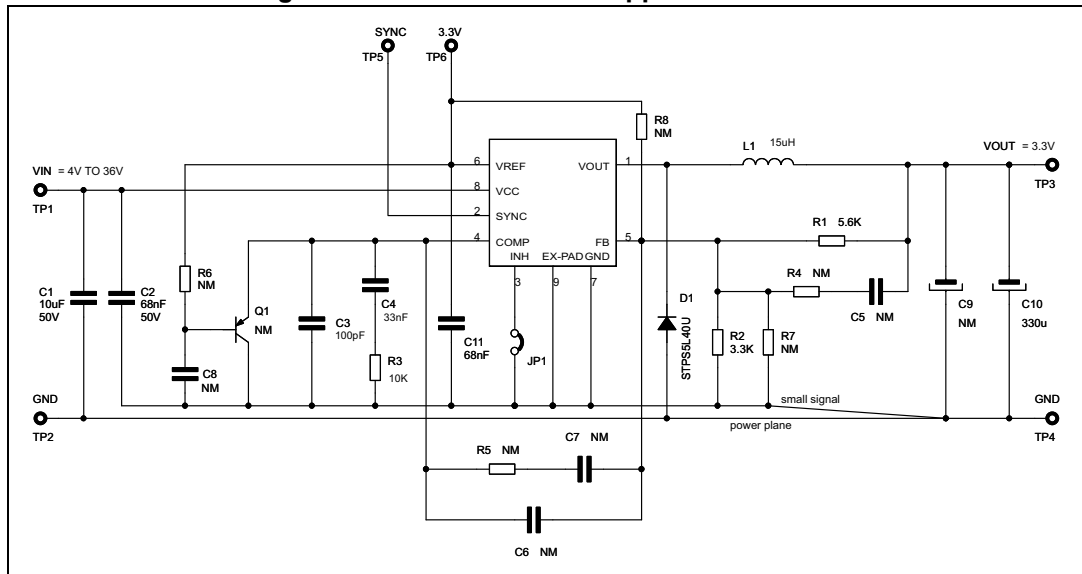 SYNC
TP5
3.3V
TP6
R8
NM
L1 15uH
VOUT = 3.3V
TP3
VIN = 4V TO 36V
TP1
6 VREF VOUT 1
8 VCC
2 SYNC
4 COMP FB 5
INH EX-PAD GND
3 9 7
R1 5.6K
R4 NM
C5 NM
R6
NM
Q1
NM
C1
10uF
50V
C2
68nF
50V
C3
100pF
C4
33nF
R3
10K
C11
68nF
JP1
D1
STPS5L40U
R2
3.3K
R7
NM
C9
NM
C10
330u
C8
NM
GND
TP2
small signal
power plane
GND
TP4
R5 NM
C7 NM
C6 NM